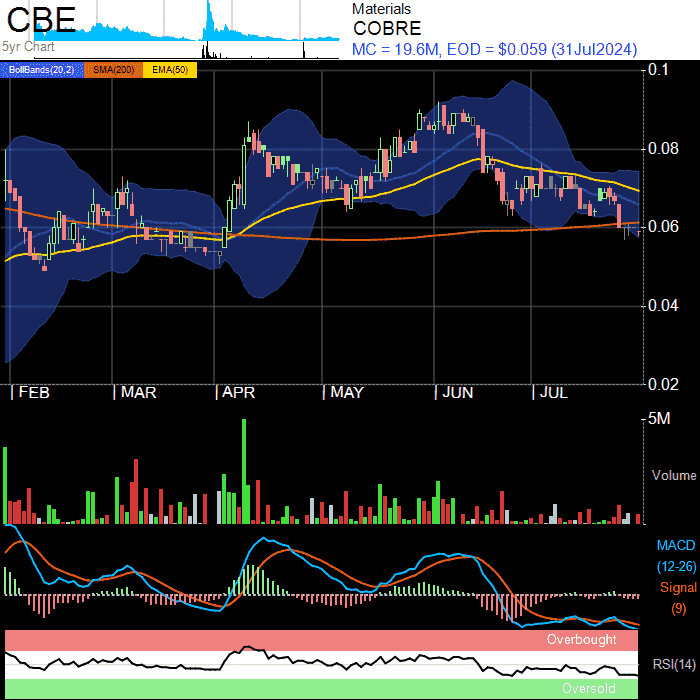 CBE
5yr Chart
Materials
COBRE
MC = 19.6M, EOD = $0.059 (31Jul2024)
BollBands(20,2) SMA(200) EMA(50)
0.1
0.08
0.06
0.04
0.02
FEB MAR APR MAY JUN JUL
5M
Volume
MACD
(12-26)
Signal
(9)
Overbought
RSI(14)
Oversold